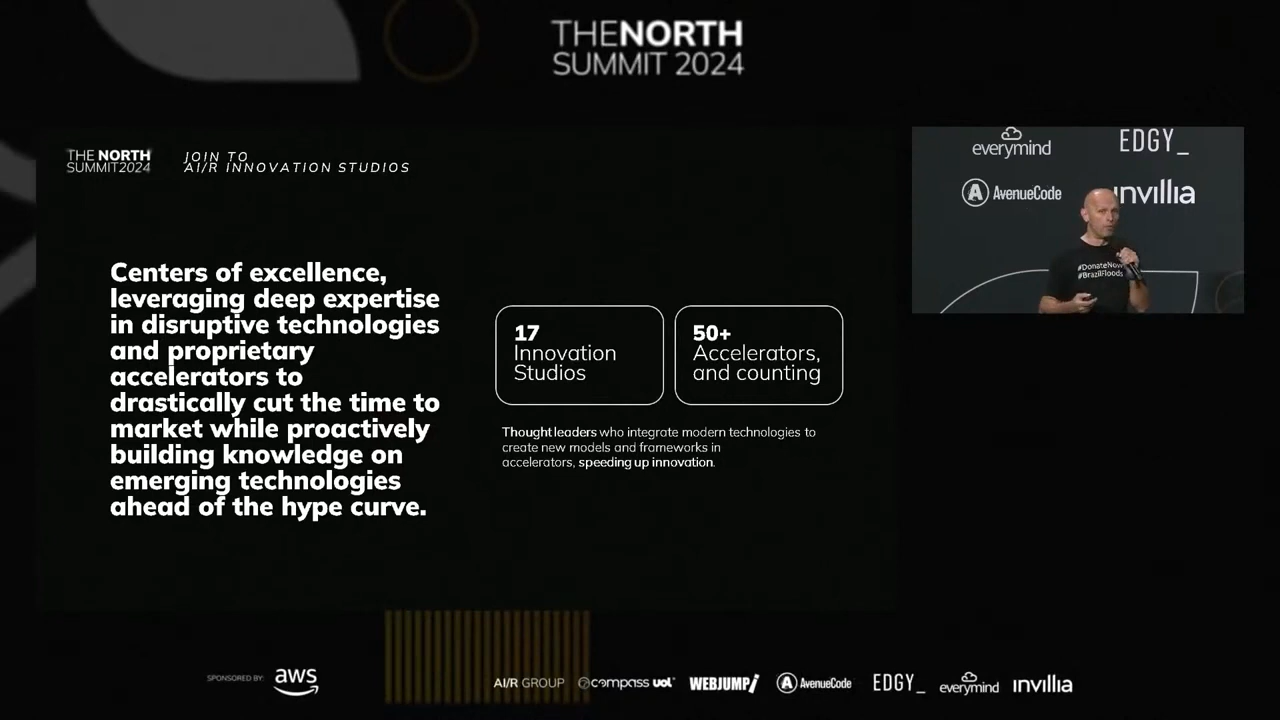 THENORTH
SUMMIT 2024
THE NORTH
SUMMIT2024
JOIN TO
AI/R INNOVATION STUDIOS
Centers of excellence,
leveraging deep expertise
in disruptive technologies
and proprietary
accelerators to
drastically cut the time to
market while proactively
building knowledge on
emerging technologies
ahead of the hype curve.
17
Innovation
Studios
50+
Accelerators,
and counting
Thought leaders who integrate modern technologies to
create new models and frameworks in
accelerators, speeding up innovation.
everymind
EDGY_
A AvenueCode
invillia
#DonateNow
#BrazilFloods
SPONSORED BY: aws
AI/R GROUP compass uol WEBJUMP! A AvenueCode EDGY_ everymind invillia